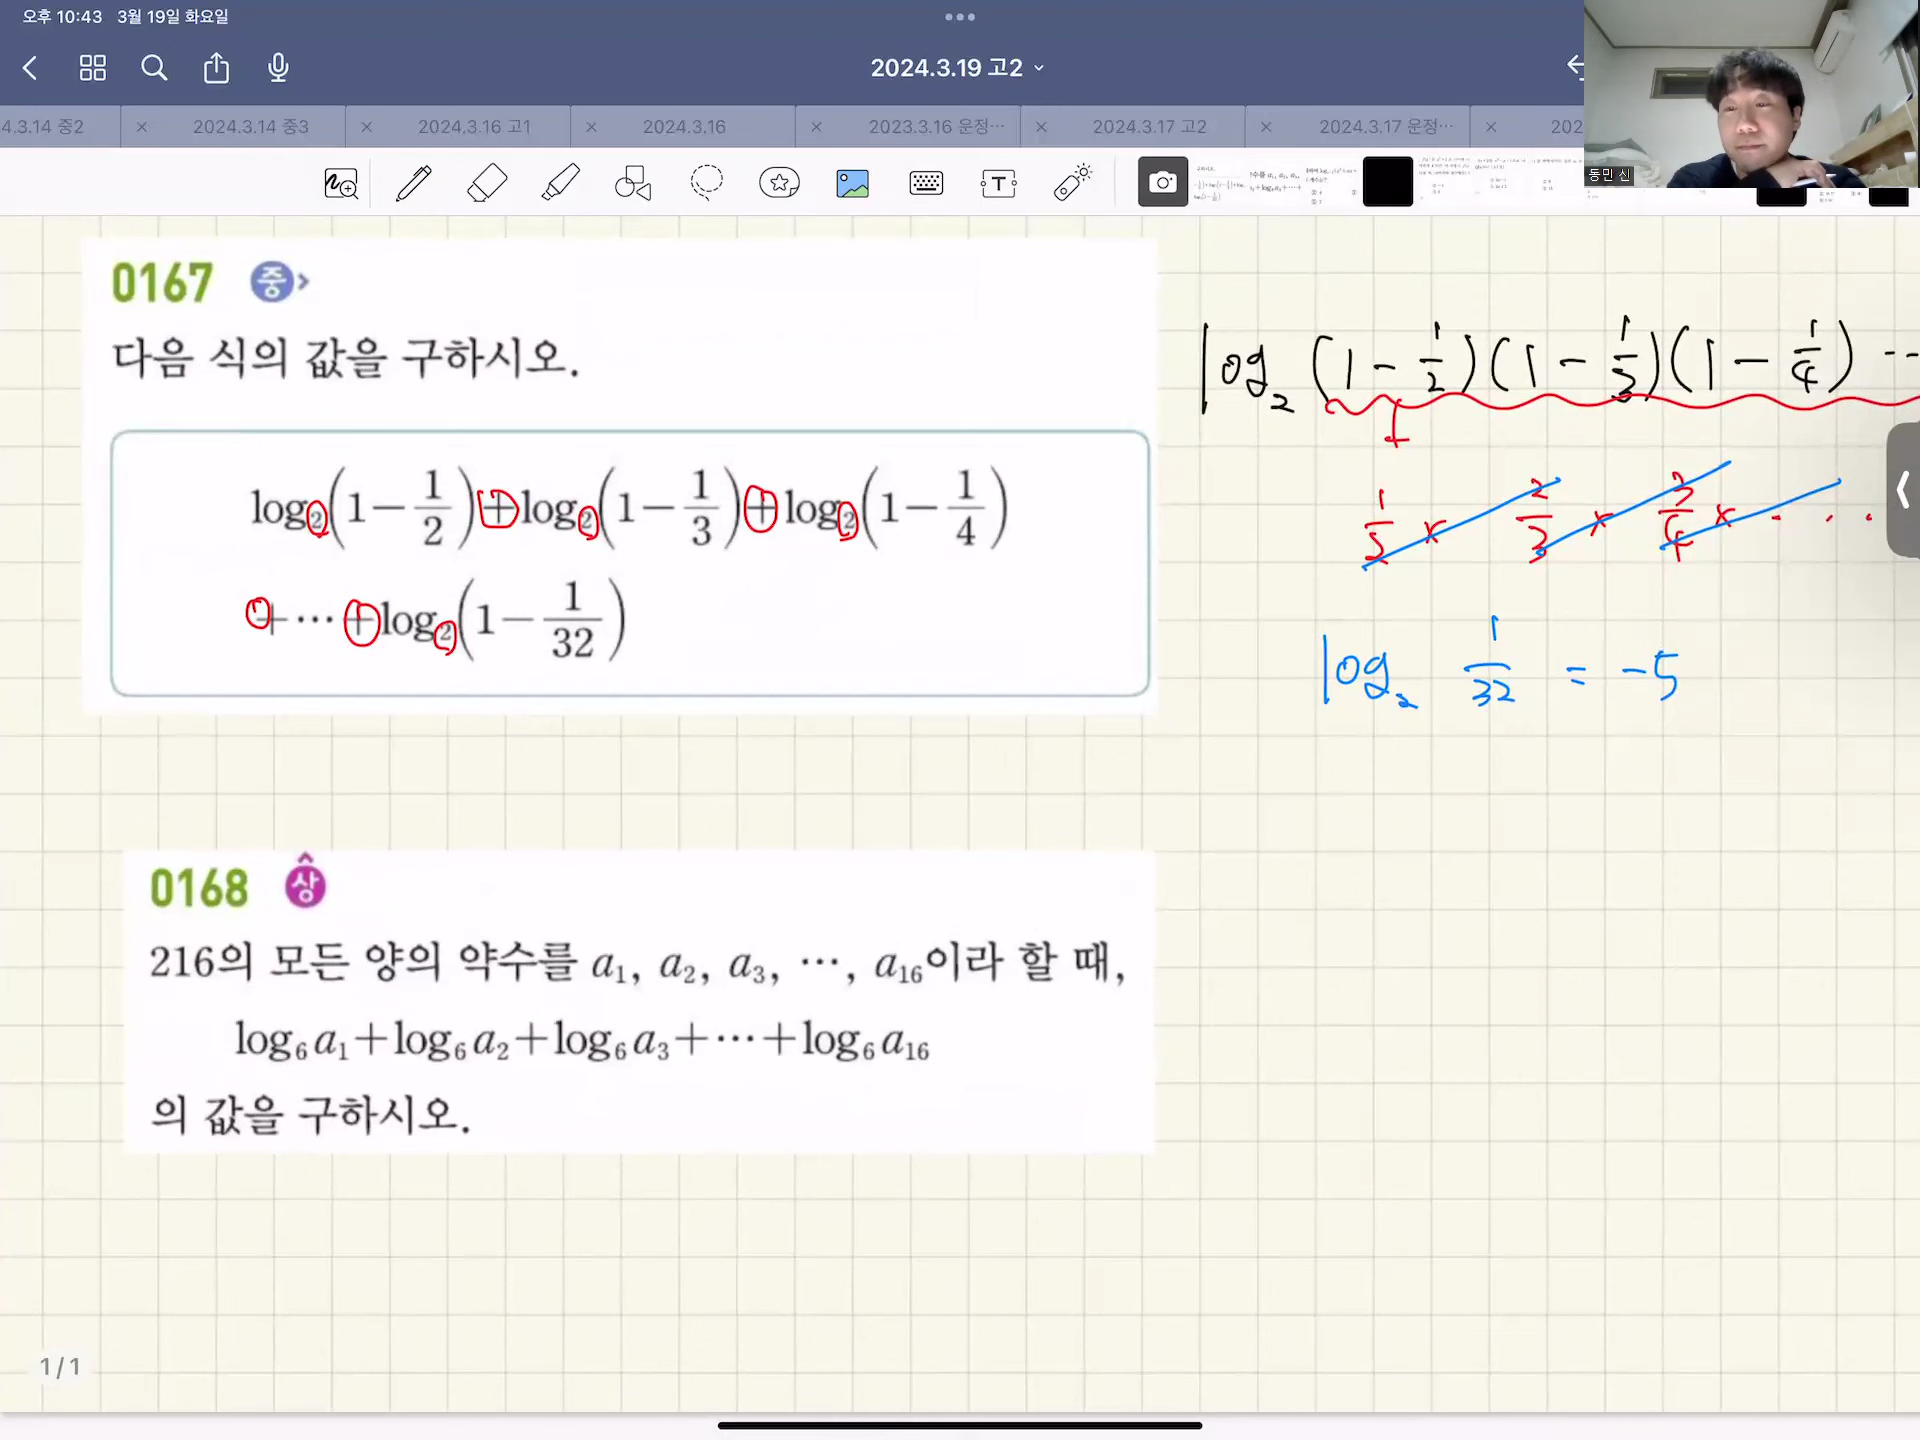 오후 10:43 3월 19일 화요일
2024.3.19 고2
4.3.14 중2
2024.3.14 중3
2024.3.16 고1
2024.3.16
2023.3.16 운정…
2024.3.17 고2
2024.3.17 운정…
202
동민 신
0167 중
다음 식의 값을 구하시오.
log₂(1−1/2)+log₂(1−1/3)+log₂(1−1/4)
+⋯+log₂(1−1/32)
log₂ (1−1/2)(1−1/3)(1−1/4) ⋯
1/2 × 2/3 × 3/4 × ⋯
log₂ 1/32 = −5
0168 상
216의 모든 양의 약수를 a₁, a₂, a₃, ⋯, a₁₆이라 할 때,
log₆a₁+log₆a₂+log₆a₃+⋯+log₆a₁₆
의 값을 구하시오.
1/1